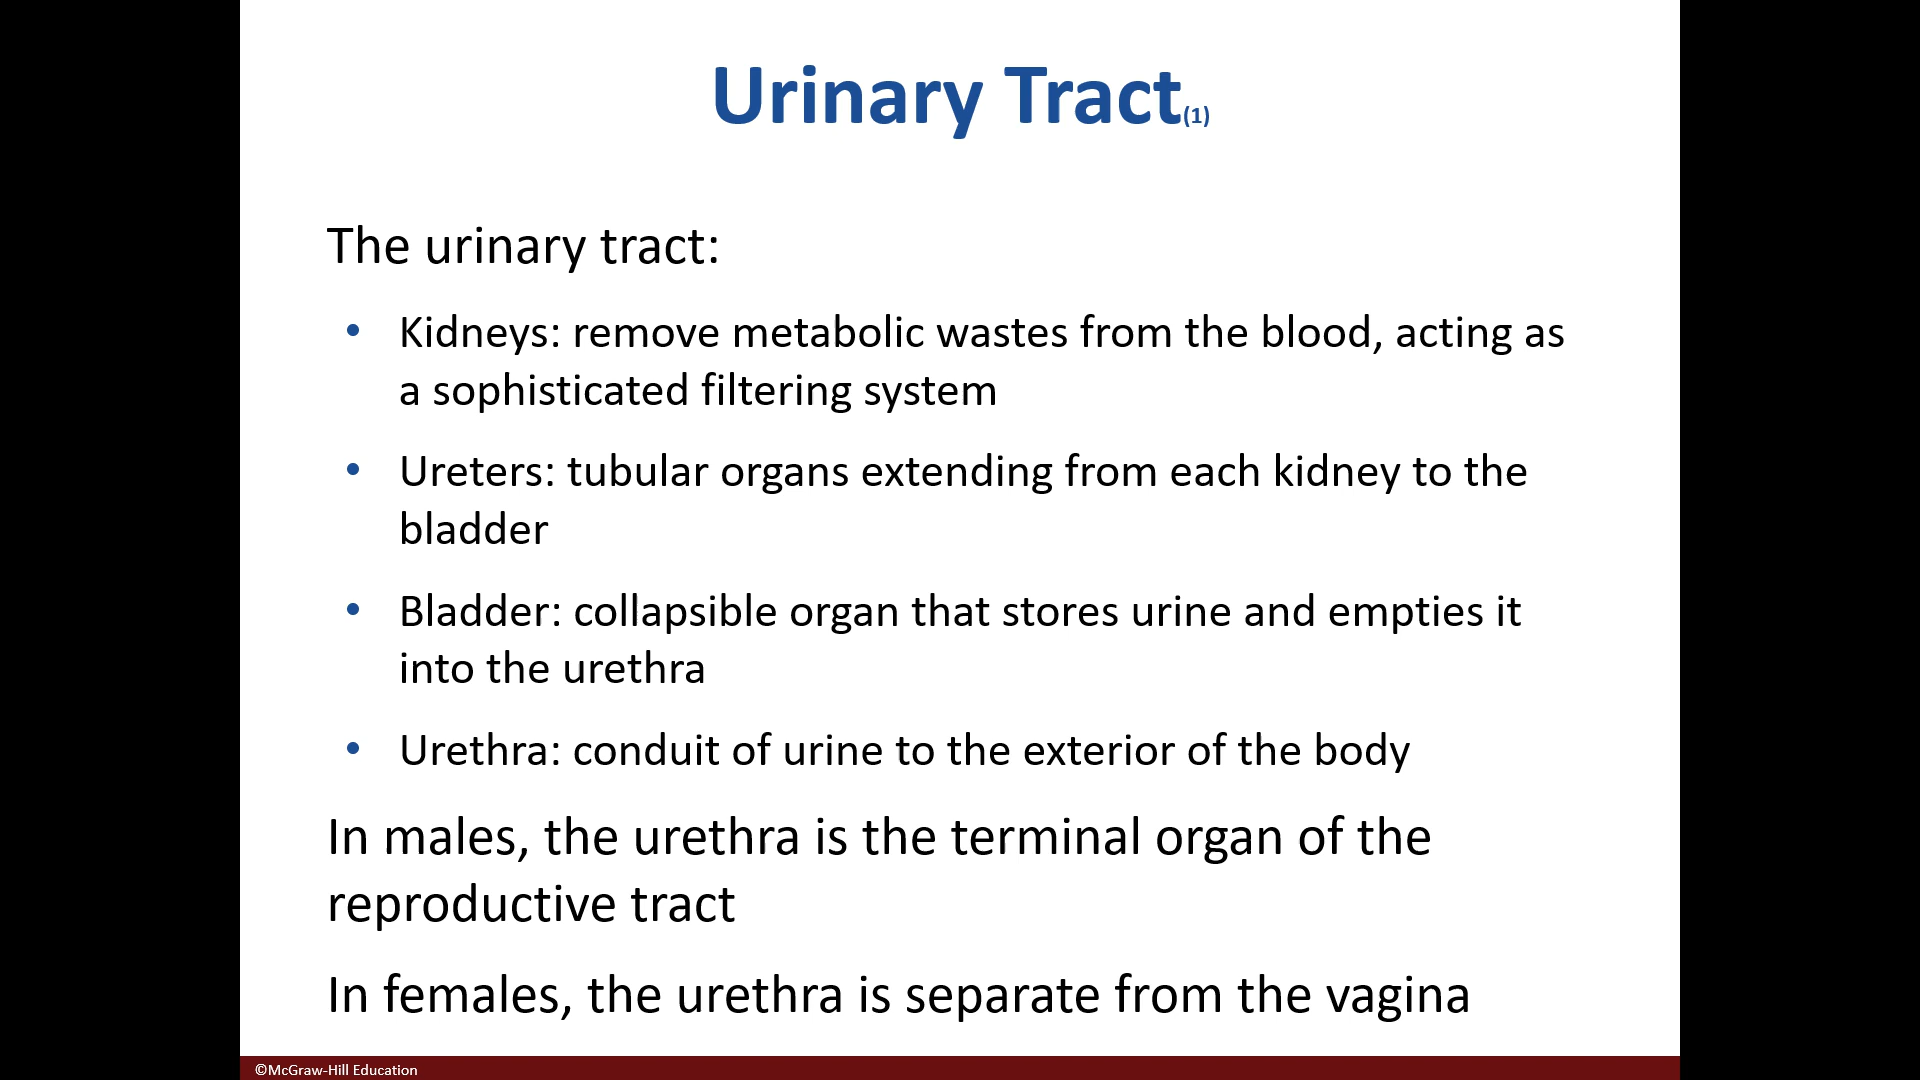 Urinary Tract(1)
The urinary tract:
• Kidneys: remove metabolic wastes from the blood, acting as
a sophisticated filtering system
• Ureters: tubular organs extending from each kidney to the
bladder
• Bladder: collapsible organ that stores urine and empties it
into the urethra
• Urethra: conduit of urine to the exterior of the body
In males, the urethra is the terminal organ of the
reproductive tract
In females, the urethra is separate from the vagina
©McGraw-Hill Education